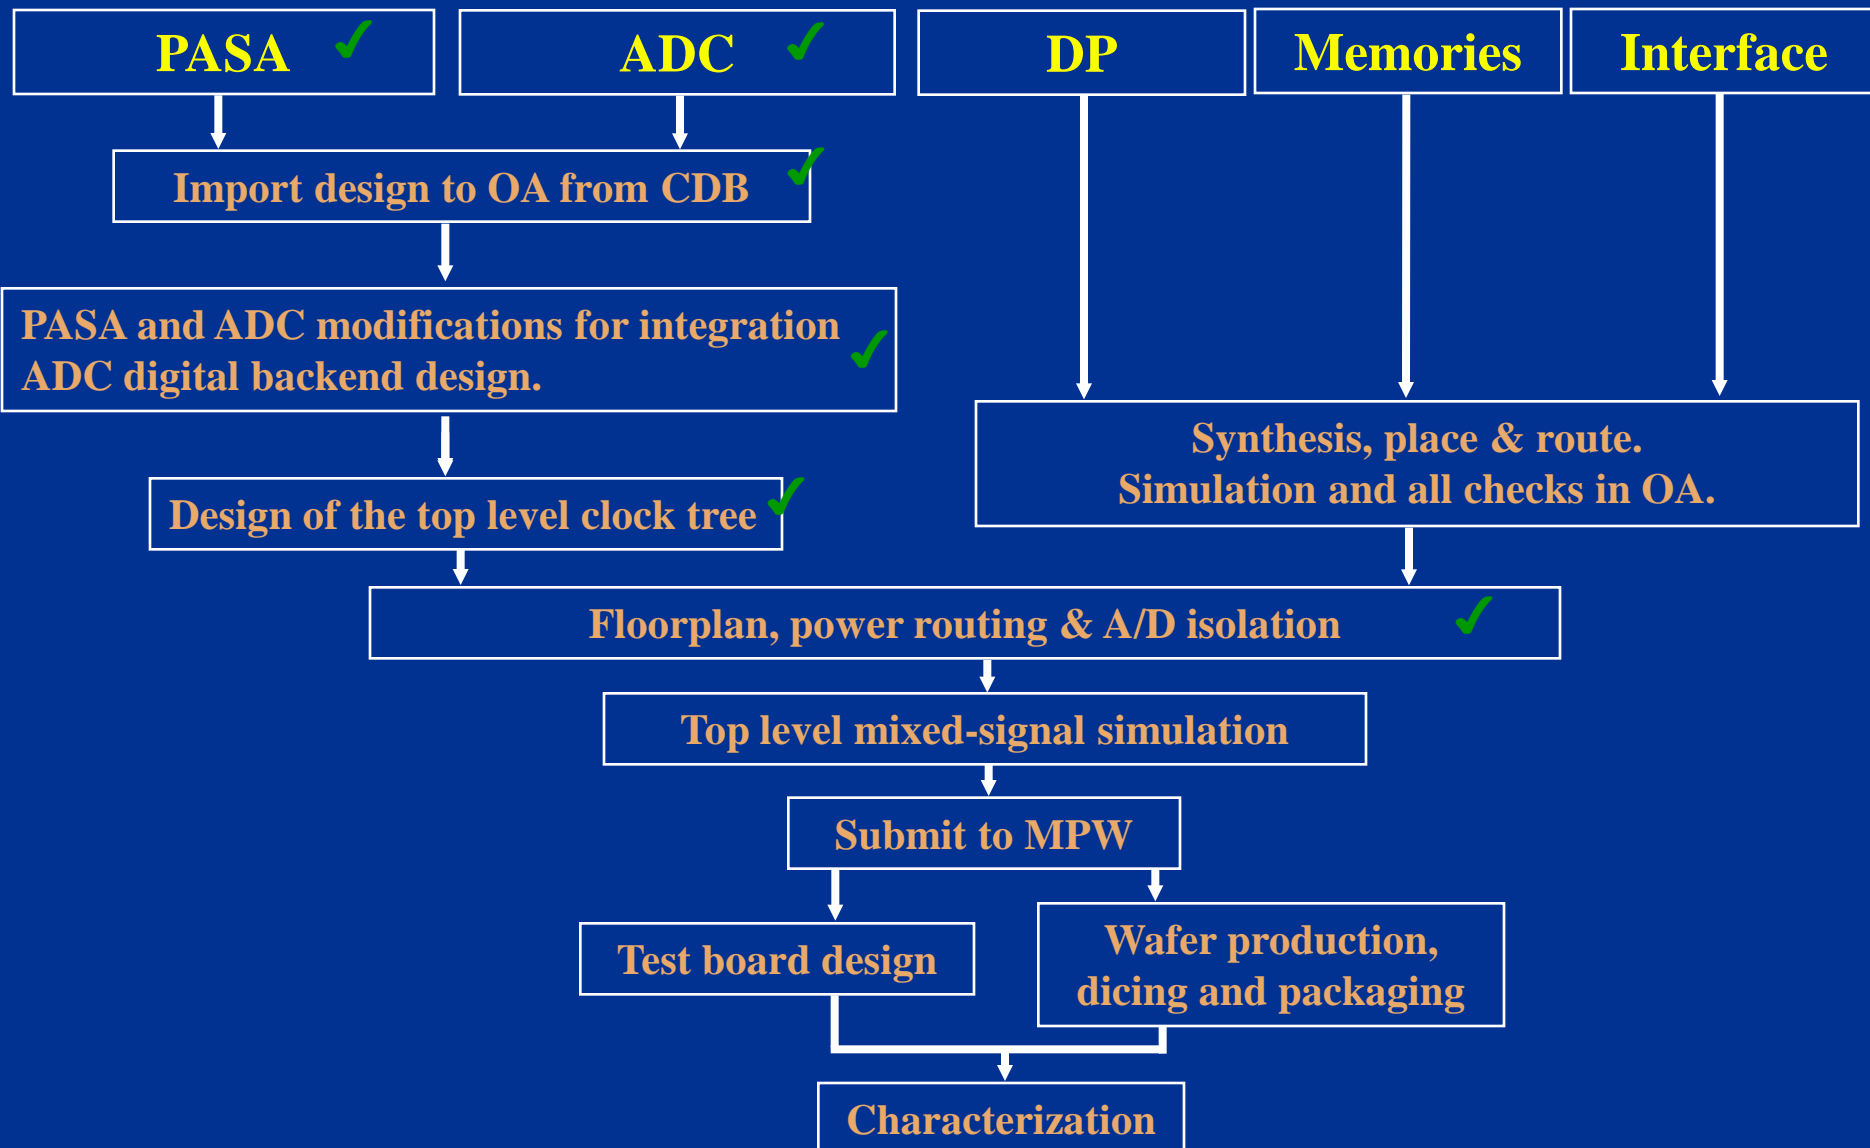 PASA
ADC
DP
Memories
Interface
Import design to OA from CDB
PASA and ADC modifications for integration
ADC digital backend design.
Synthesis, place & route.
Simulation and all checks in OA.
Design of the top level clock tree
Floorplan, power routing & A/D isolation
Top level mixed-signal simulation
Submit to MPW
Test board design
Wafer production,
dicing and packaging
Characterization